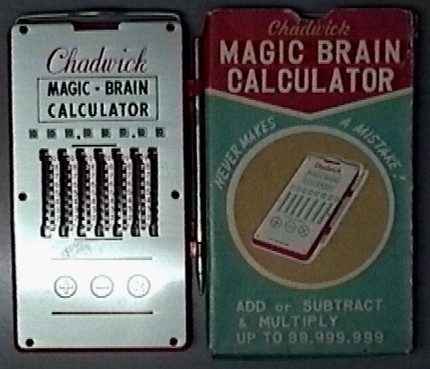 Chadwick
MAGIC - BRAIN
CALCULATOR
+ − ×
Chadwick
MAGIC BRAIN
CALCULATOR
NEVER MAKES
A MISTAKE!
Chadwick
ADD or SUBTRACT
& MULTIPLY
UP TO 99,999,999